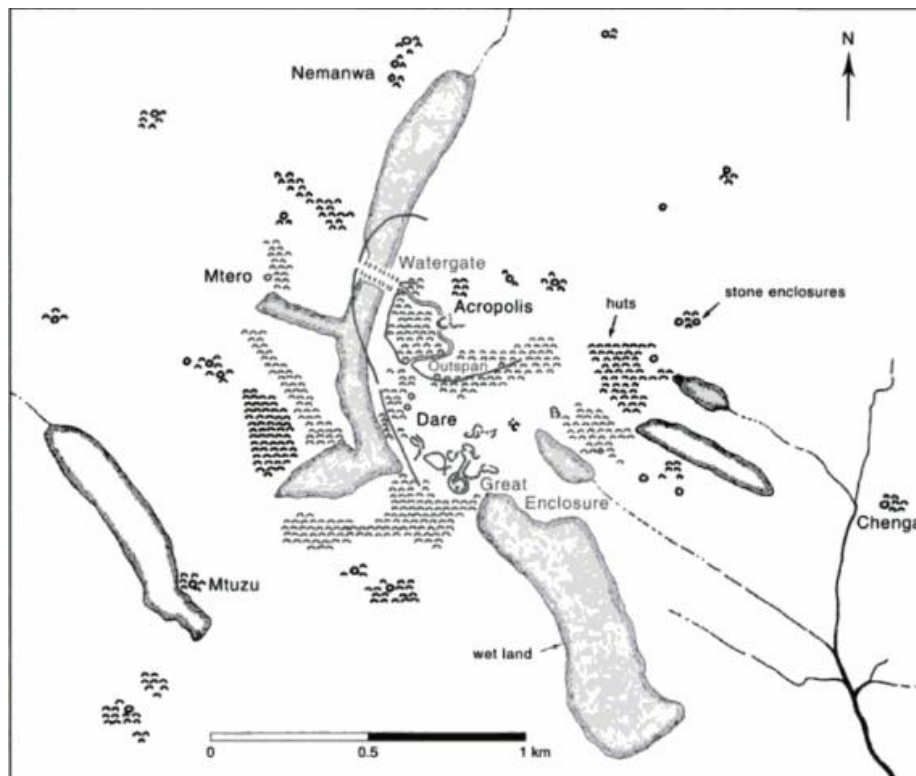 N
Nemanwa
Watergate
Mtero
Acropolis
huts
stone enclosures
Outspan
Dare
Great
Enclosure
Chenga
Mtuzu
wet land
0 0.5 1 km